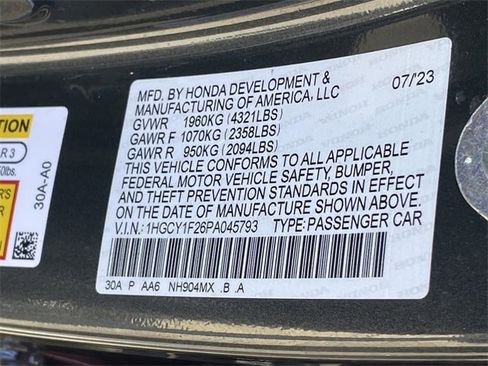 MFD. BY HONDA DEVELOPMENT & 07/23
MANUFACTURING OF AMERICA, LLC
GVWR 1960KG (4321LBS)
GAWR F 1070KG (2358LBS)
GAWR R 950KG (2094LBS)
THIS VEHICLE CONFORMS TO ALL APPLICABLE
FEDERAL MOTOR VEHICLE SAFETY, BUMPER,
AND THEFT PREVENTION STANDARDS IN EFFECT
ON THE DATE OF MANUFACTURE SHOWN ABOVE.
V.I.N.: 1HGCY1F26PA045793 TYPE: PASSENGER CAR
30A P AA6 NH904MX .B .A
30A-A0
R 3